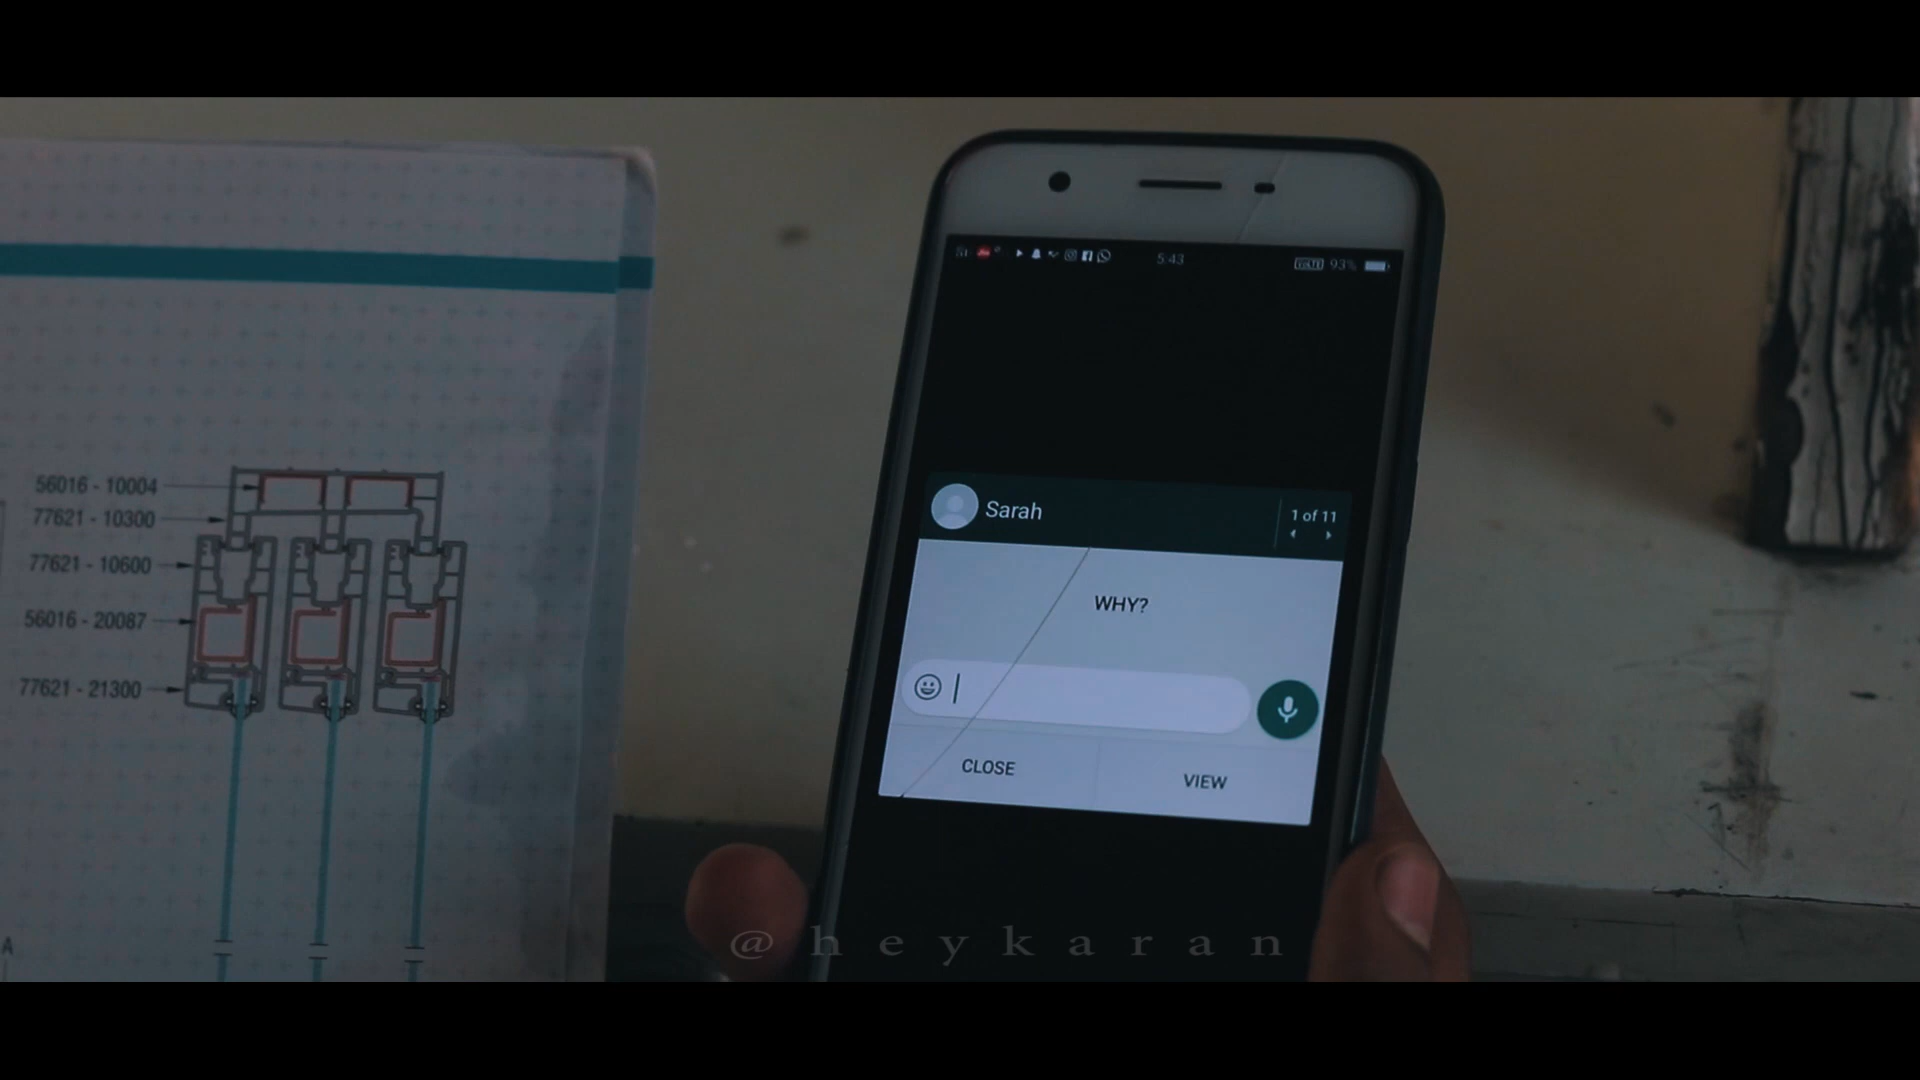 56016 - 10004
77621 - 10300
77621 - 10600
56016 - 20087
77621 - 21300
A
5:43
VOLTE 93%
Sarah
1 of 11
WHY?
CLOSE
VIEW
@heykaran